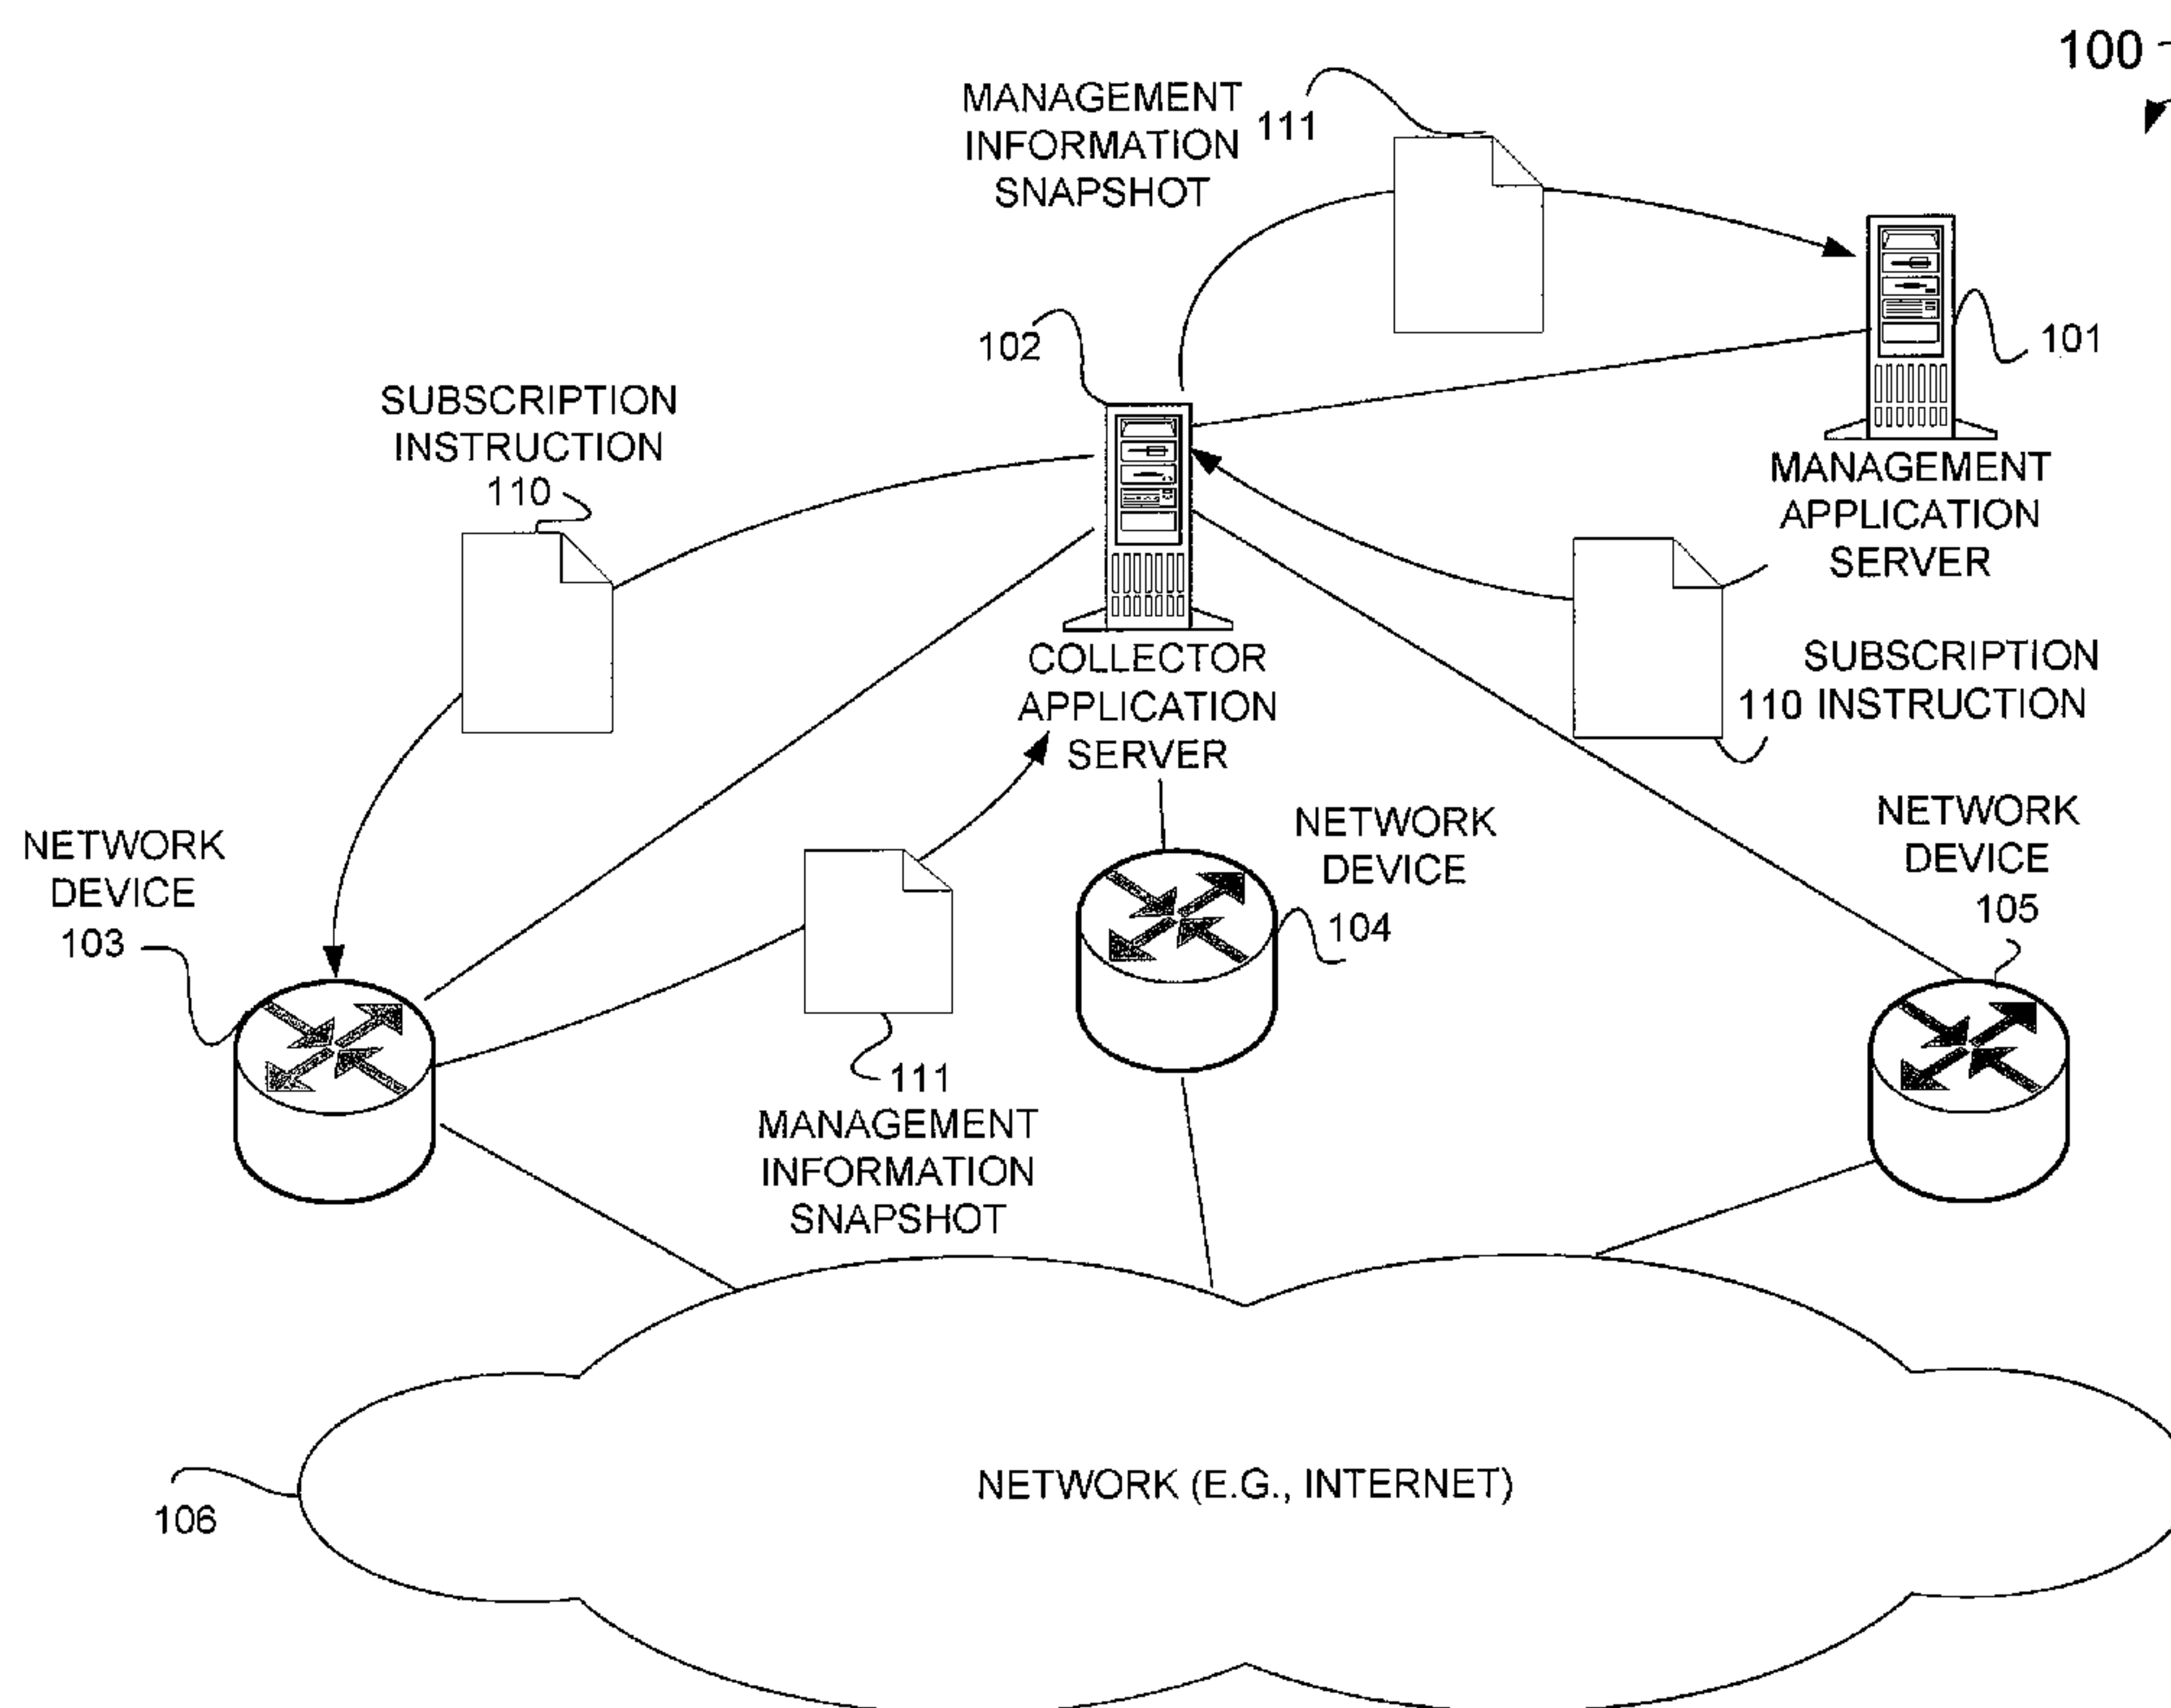 100
MANAGEMENT
INFORMATION
SNAPSHOT
111
102
101
SUBSCRIPTION
INSTRUCTION
110
MANAGEMENT
APPLICATION
SERVER
COLLECTOR
APPLICATION
SERVER
SUBSCRIPTION
110 INSTRUCTION
NETWORK
DEVICE
103
NETWORK
DEVICE
104
NETWORK
DEVICE
105
111
MANAGEMENT
INFORMATION
SNAPSHOT
NETWORK (E.G., INTERNET)
106